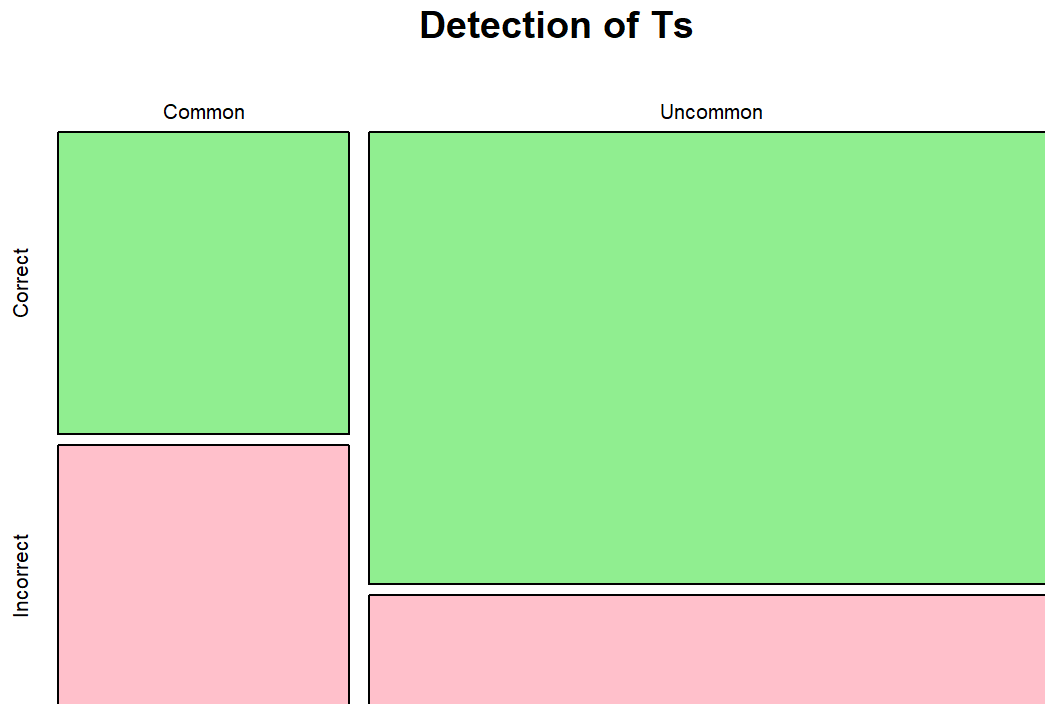 Detection of Ts
Common
Uncommon
Correct
Incorrect